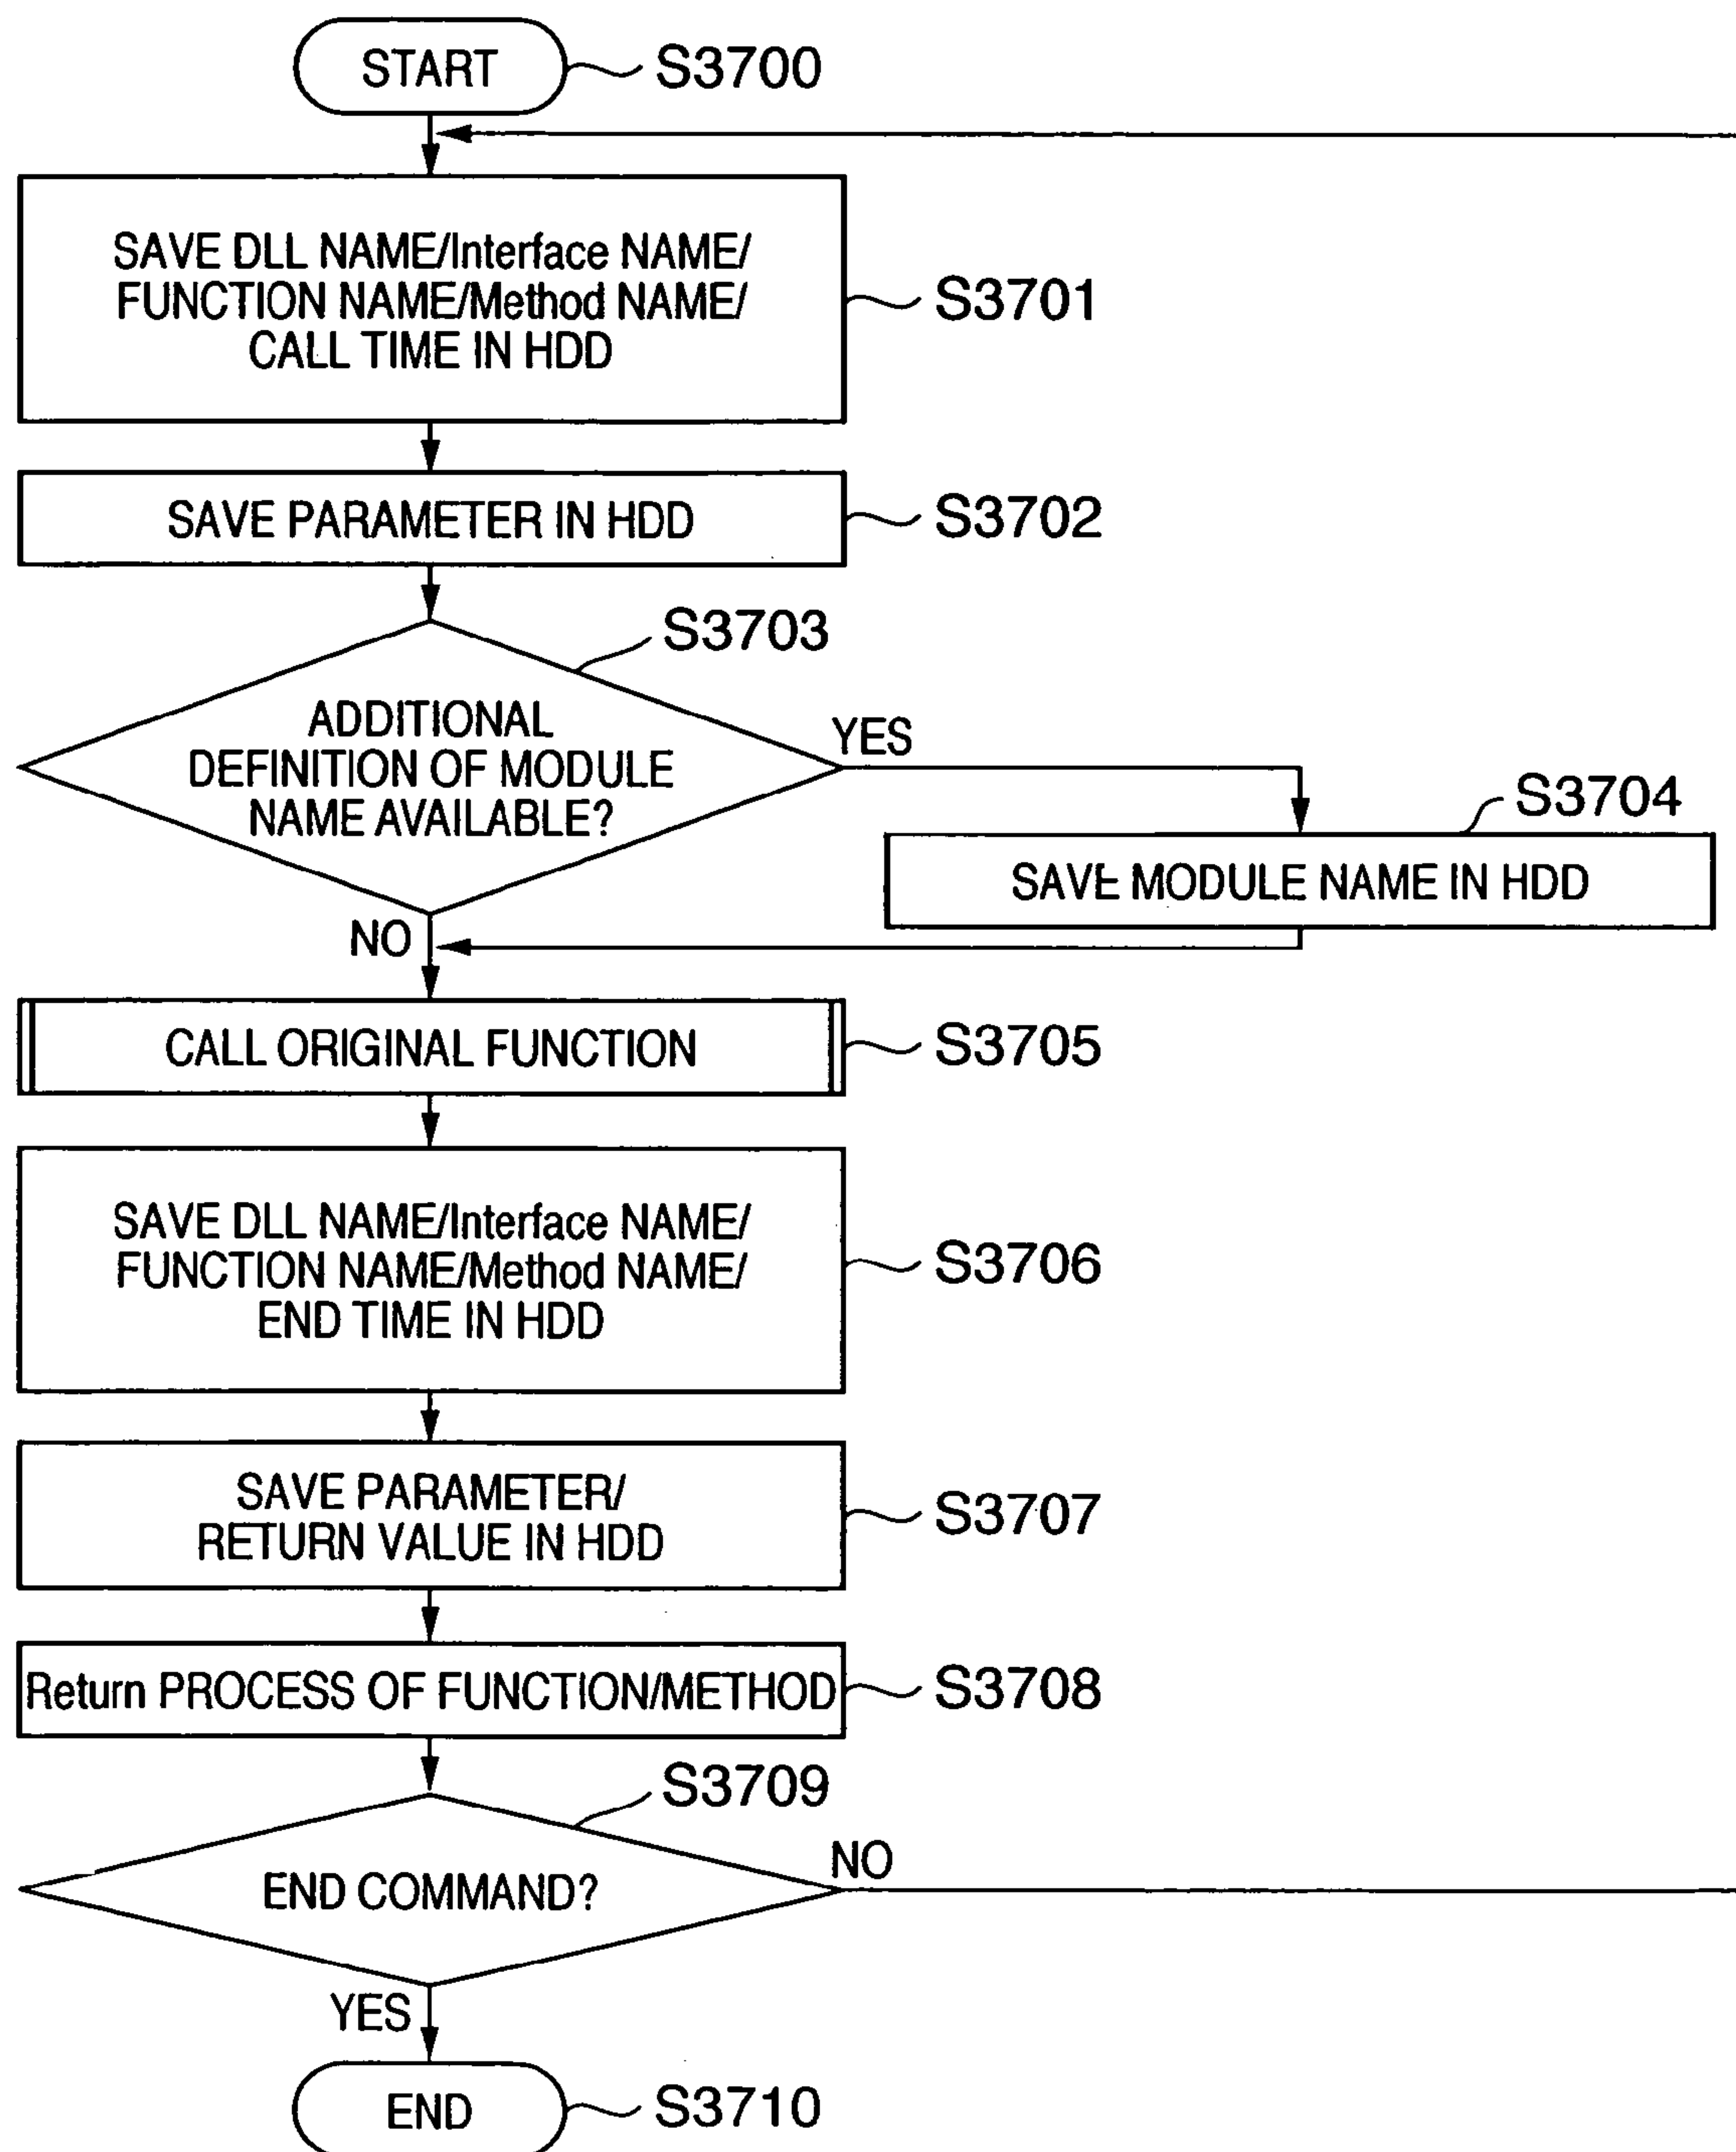 START
S3700
SAVE DLL NAME/Interface NAME/
FUNCTION NAME/Method NAME/
CALL TIME IN HDD
S3701
SAVE PARAMETER IN HDD
S3702
S3703
ADDITIONAL
DEFINITION OF MODULE
NAME AVAILABLE?
YES
S3704
SAVE MODULE NAME IN HDD
NO
CALL ORIGINAL FUNCTION
S3705
SAVE DLL NAME/Interface NAME/
FUNCTION NAME/Method NAME/
END TIME IN HDD
S3706
SAVE PARAMETER/
RETURN VALUE IN HDD
S3707
Return PROCESS OF FUNCTION/METHOD
S3708
S3709
END COMMAND?
NO
YES
END
S3710